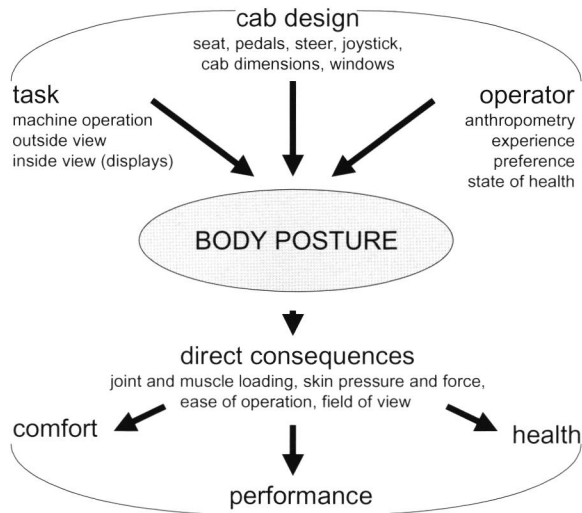 cab design
seat, pedals, steer, joystick,
cab dimensions, windows
task
machine operation
outside view
inside view (displays)
operator
anthropometry
experience
preference
state of health
BODY POSTURE
direct consequences
joint and muscle loading, skin pressure and force,
ease of operation, field of view
comfort
health
performance